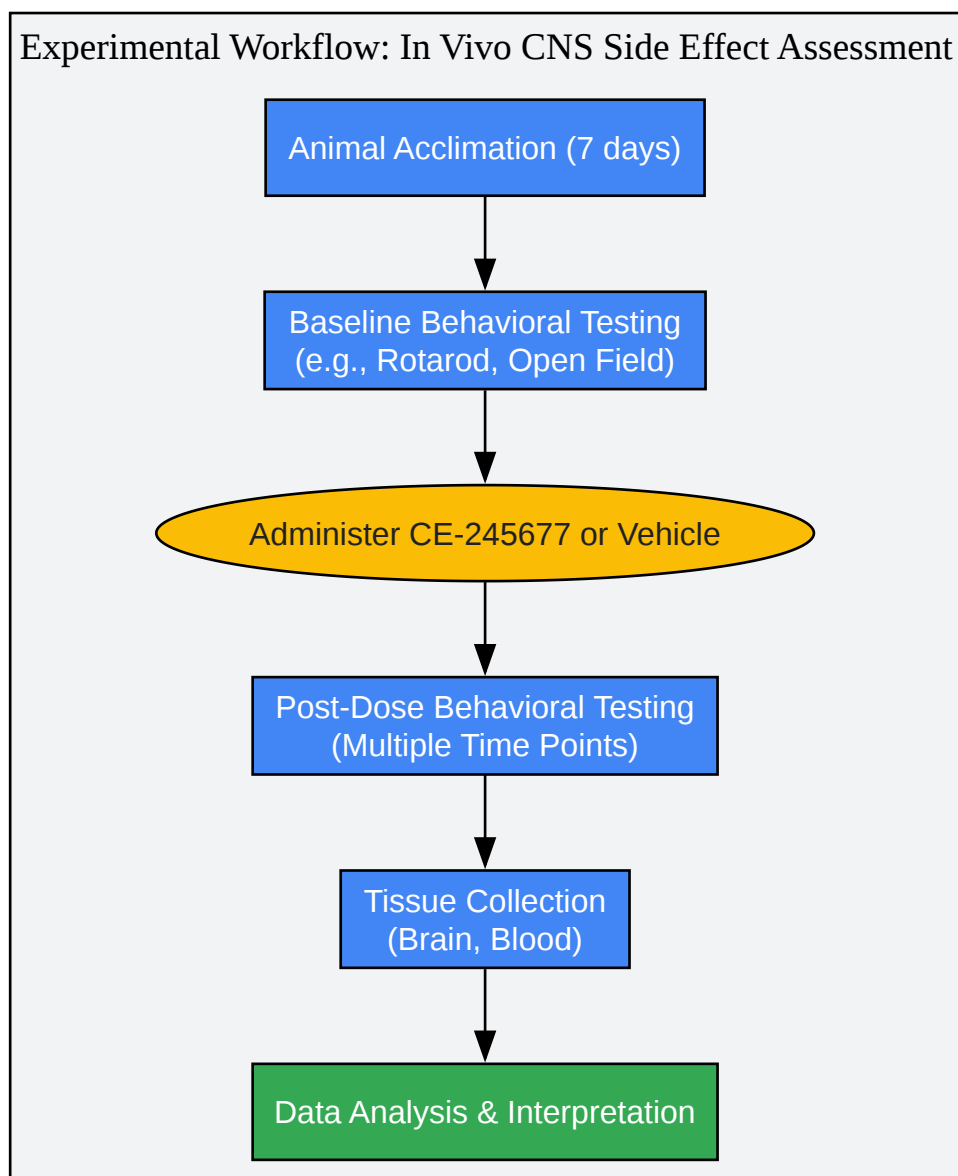 Experimental Workflow: In Vivo CNS Side Effect Assessment
Animal Acclimation (7 days)
Baseline Behavioral Testing
(e.g., Rotarod, Open Field)
Administer CE-245677 or Vehicle
Post-Dose Behavioral Testing
(Multiple Time Points)
Tissue Collection
(Brain, Blood)
Data Analysis & Interpretation